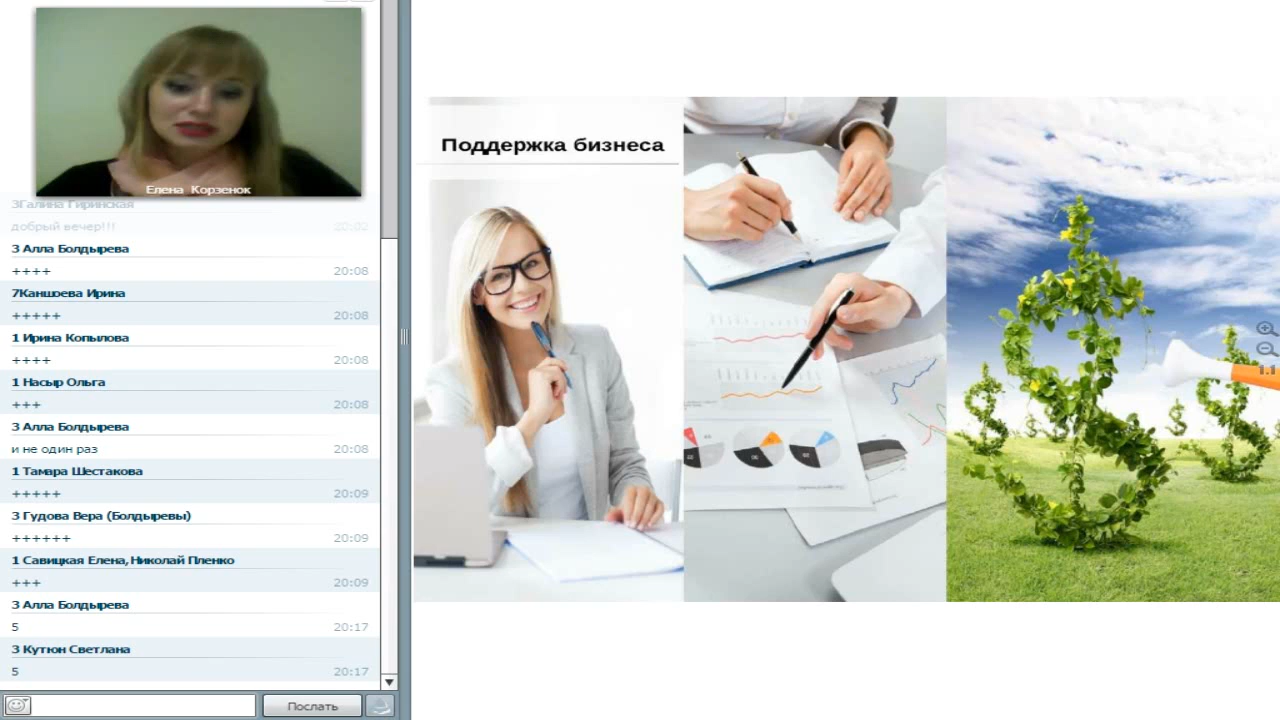 Елена Корзенок
3Галина Гиринская
добрый вечер!!! 20:02
3 Алла Болдырева
++++ 20:08
7Каншоева Ирина
+++++ 20:08
1 Ирина Копылова
++++ 20:08
1 Насыр Ольга
+++ 20:08
3 Алла Болдырева
и не один раз 20:08
1 Тамара Шестакова
+++++ 20:09
3 Гудова Вера (Болдыревы)
++++++ 20:09
1 Савицкая Елена,Николай Пленко
+++ 20:09
3 Алла Болдырева
5 20:17
3 Кутюн Светлана
5 20:17
Послать
Поддержка бизнеса
1:1